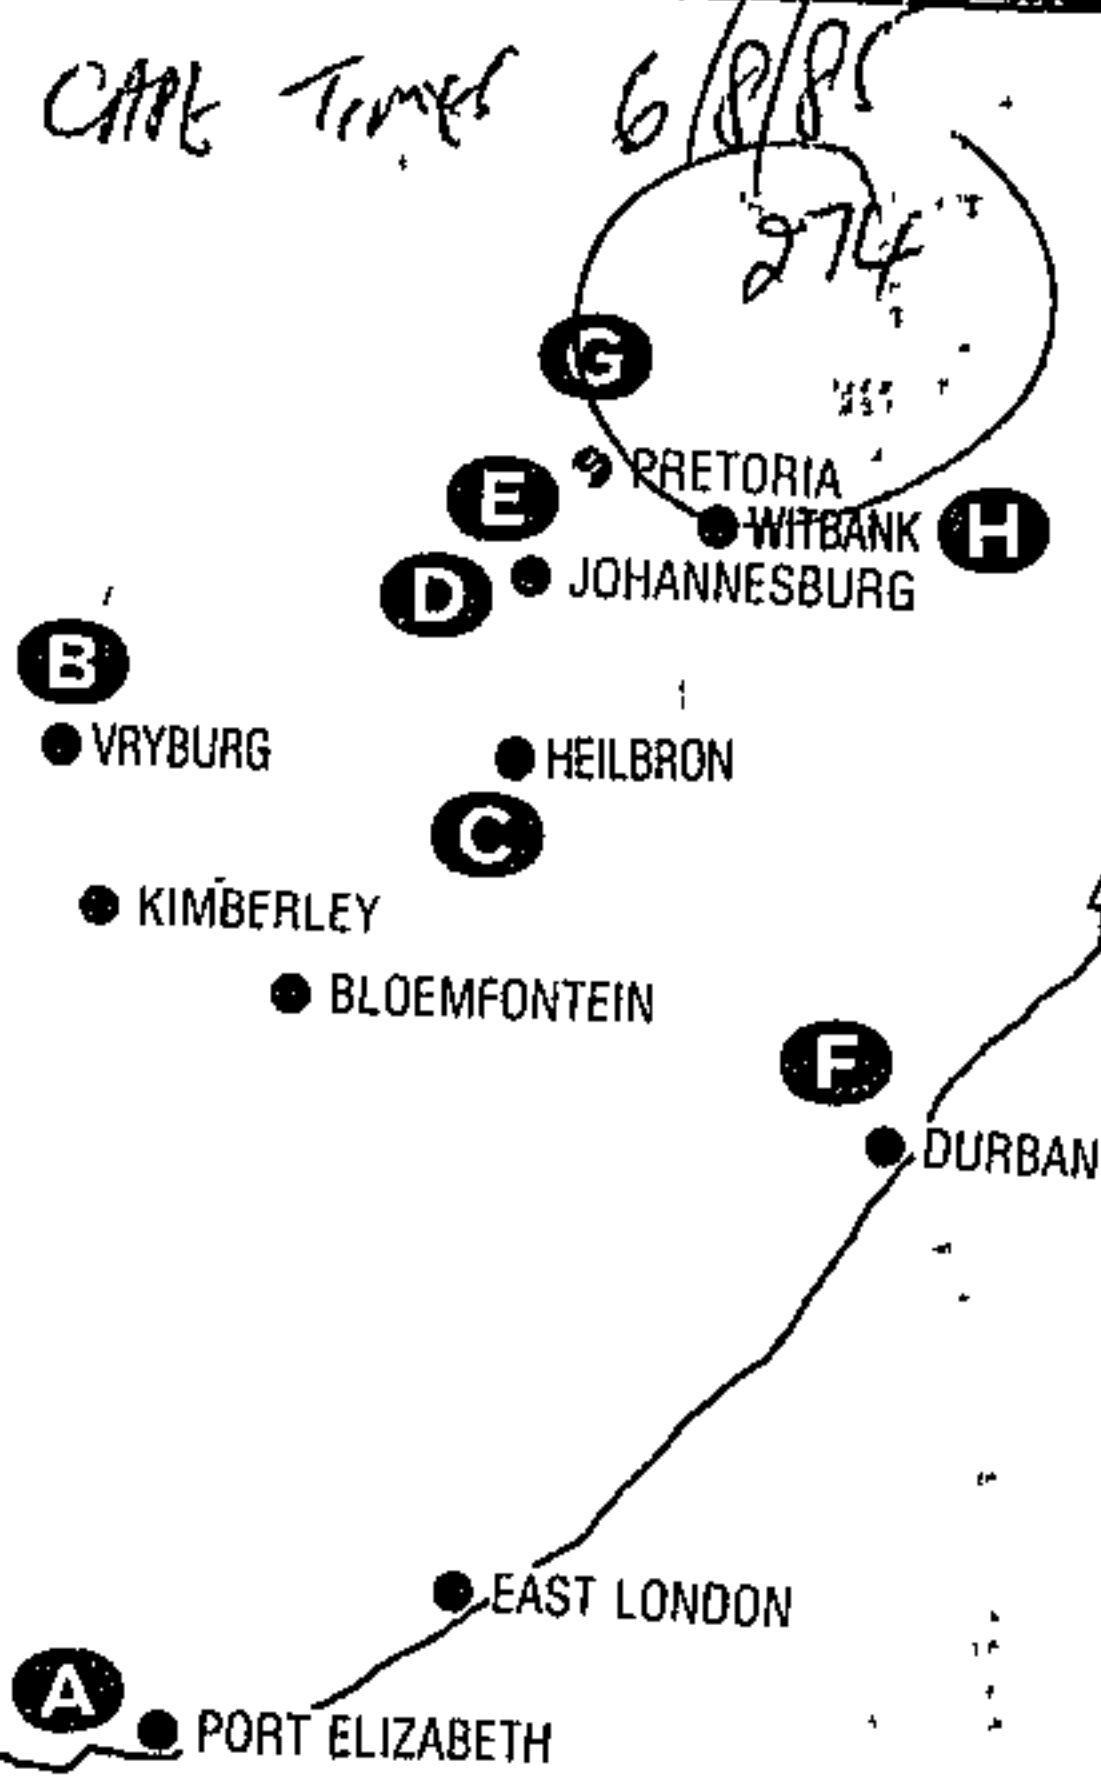 CAPE TIMES 6/8/85
274
G
E PRETORIA
WITBANK H
D JOHANNESBURG
B
VRYBURG HEILBRON
C
KIMBERLEY
BLOEMFONTEIN
F
DURBAN
EAST LONDON
A
PORT ELIZABETH